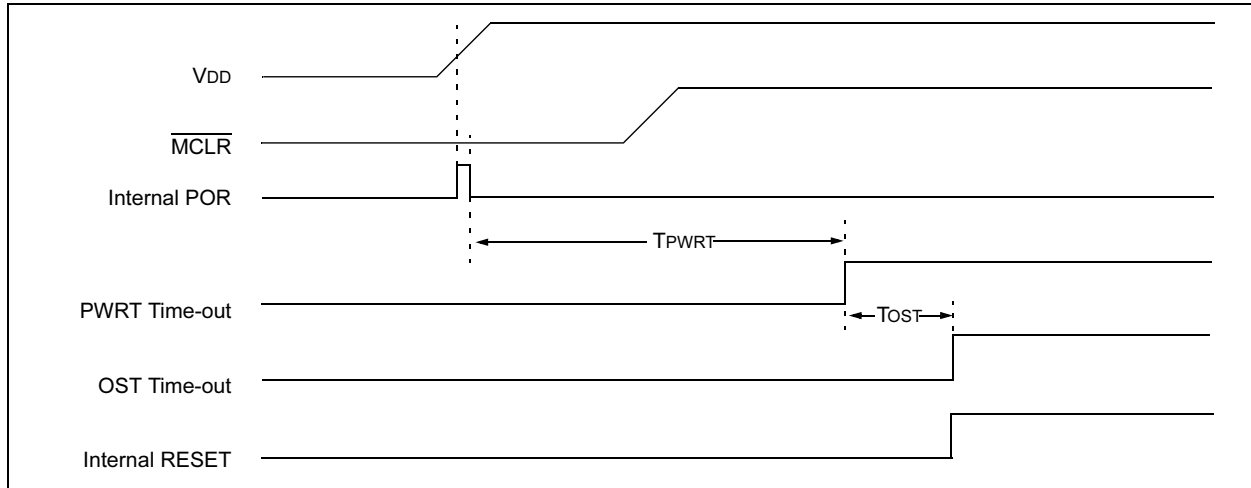 VDD
MCLR
Internal POR
TPWRT
PWRT Time-out
TOST
OST Time-out
Internal RESET